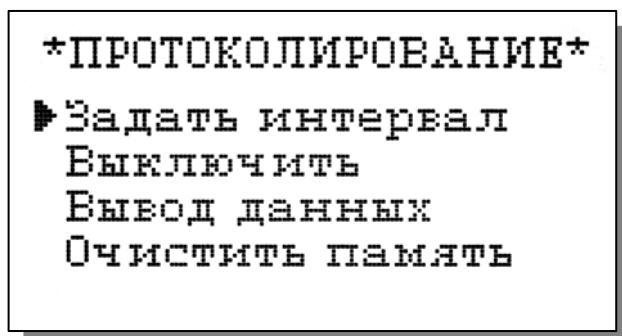 *ПРОТОКОЛИРОВАНИЕ*
Задать интервал
Выключить
Вывод данных
Очистить память